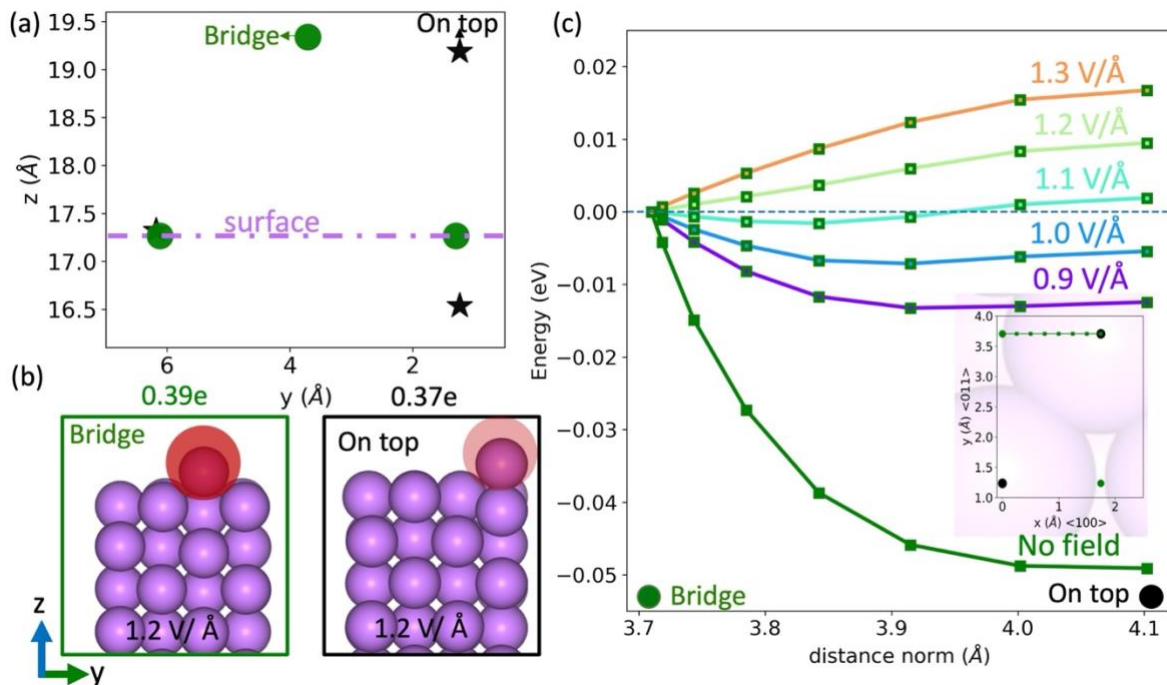 (a)
19.5
19.0
18.5
18.0
17.5
17.0
16.5
z (Å)
On top
Bridge
surface
6
4
2
y (Å)
(b)
0.39e
0.37e
Bridge
On top
1.2 V/ Å
1.2 V/ Å
z
y
(c)
0.02
0.01
0.00
−0.01
−0.02
−0.03
−0.04
−0.05
Energy (eV)
1.3 V/Å
1.2 V/Å
1.1 V/Å
1.0 V/Å
0.9 V/Å
4.0
3.5
3.0
2.5
2.0
1.5
1.0
y (Å) <011>
0
1
2
x (Å) <100>
No field
Bridge
On top
3.7
3.8
3.9
4.0
4.1
distance norm (Å)